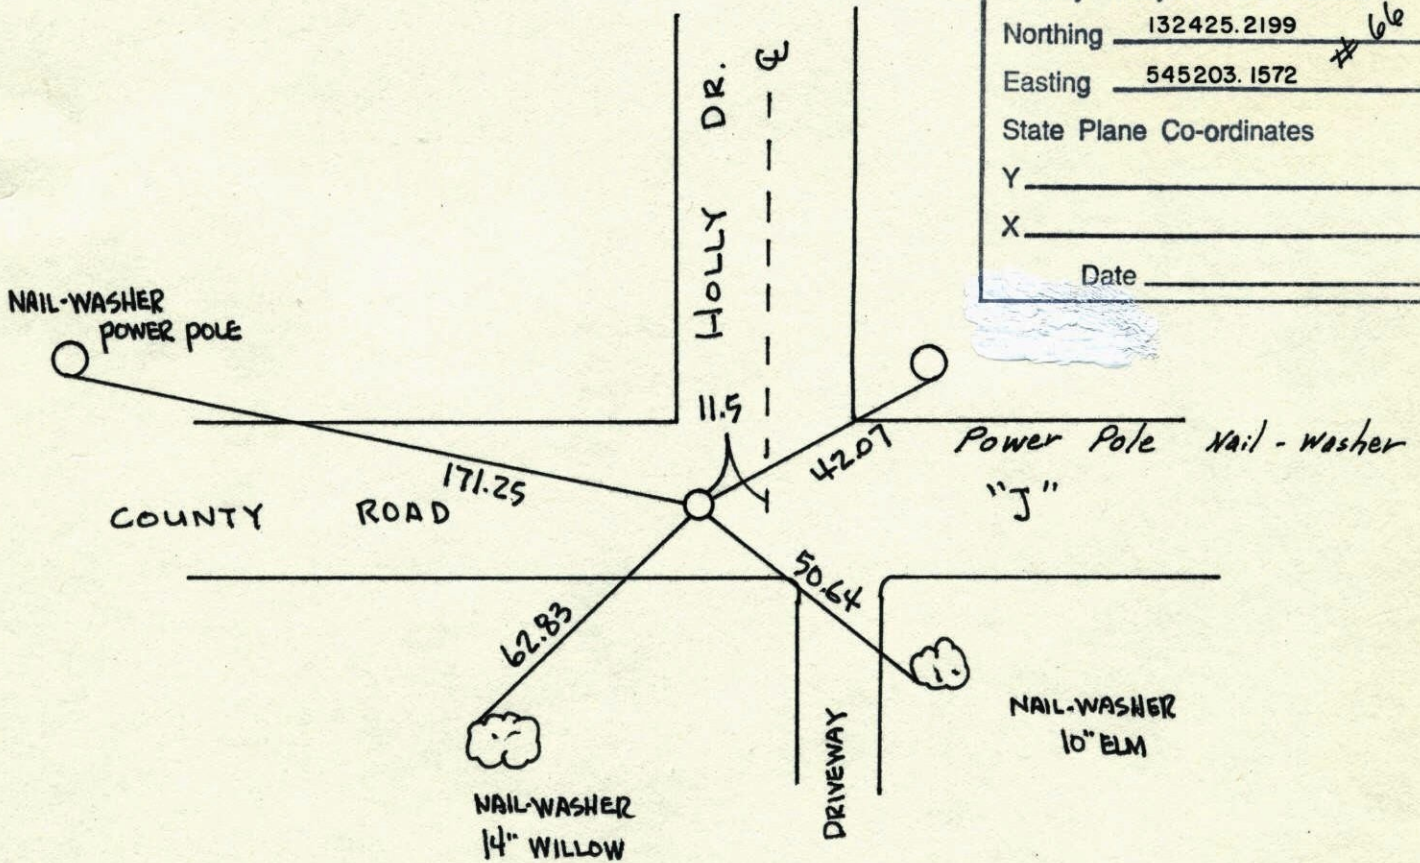 Northing 132425.2199 # 66
Easting 545203.1572
State Plane Co-ordinates
Y
X
Date
HOLLY DR.
℄
NAIL-WASHER
POWER POLE
11.5
42.07
Power Pole Nail - Washer
171.25
"J"
COUNTY ROAD
50.64
62.83
NAIL-WASHER
10" ELM
DRIVEWAY
NAIL-WASHER
14" WILLOW